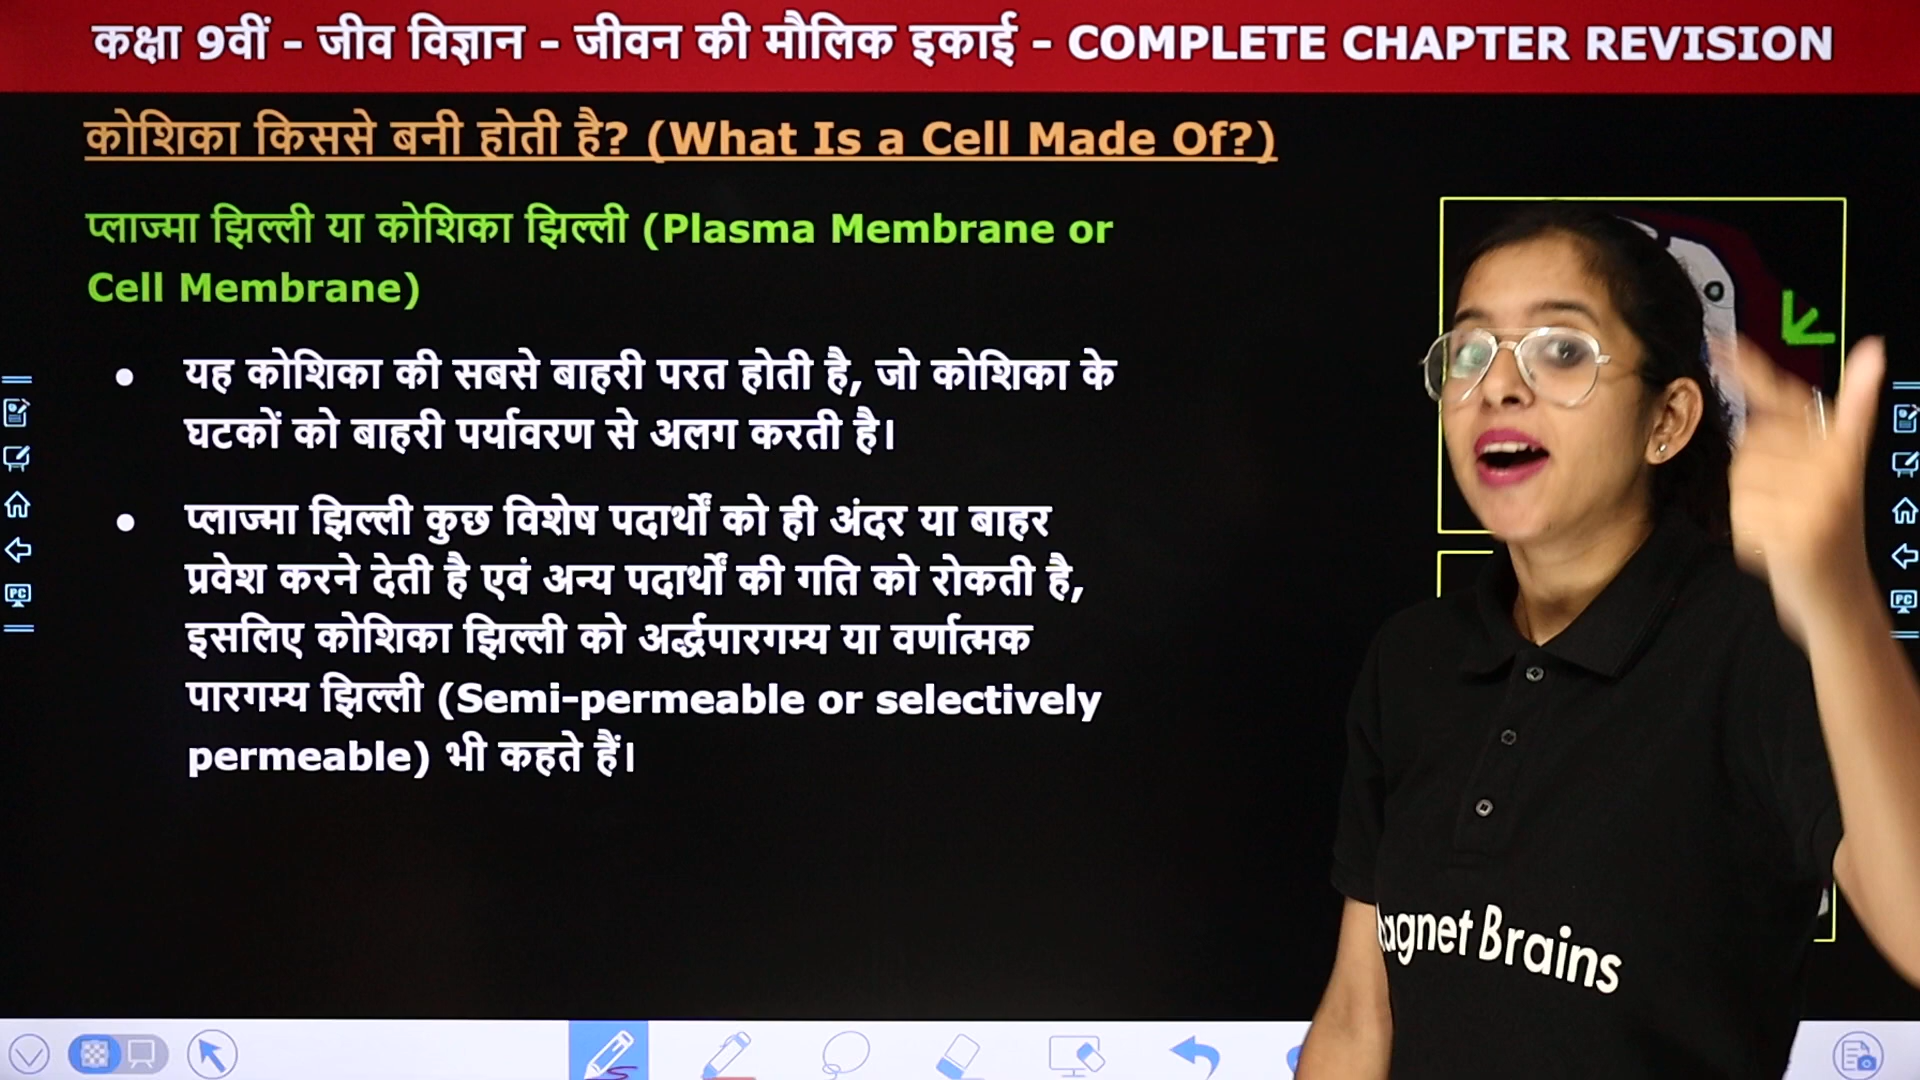 कक्षा 9वीं – जीव विज्ञान – जीवन की मौलिक इकाई – COMPLETE CHAPTER REVISION
कोशिका किससे बनी होती है? (What Is a Cell Made Of?)
प्लाज्मा झिल्ली या कोशिका झिल्ली (Plasma Membrane or
Cell Membrane)
• यह कोशिका की सबसे बाहरी परत होती है, जो कोशिका के
घटकों को बाहरी पर्यावरण से अलग करती है।
• प्लाज्मा झिल्ली कुछ विशेष पदार्थों को ही अंदर या बाहर
प्रवेश करने देती है एवं अन्य पदार्थों की गति को रोकती है,
इसलिए कोशिका झिल्ली को अर्द्धपारगम्य या वर्णात्मक
पारगम्य झिल्ली (Semi-permeable or selectively
permeable) भी कहते हैं।
PC
PC
Brains